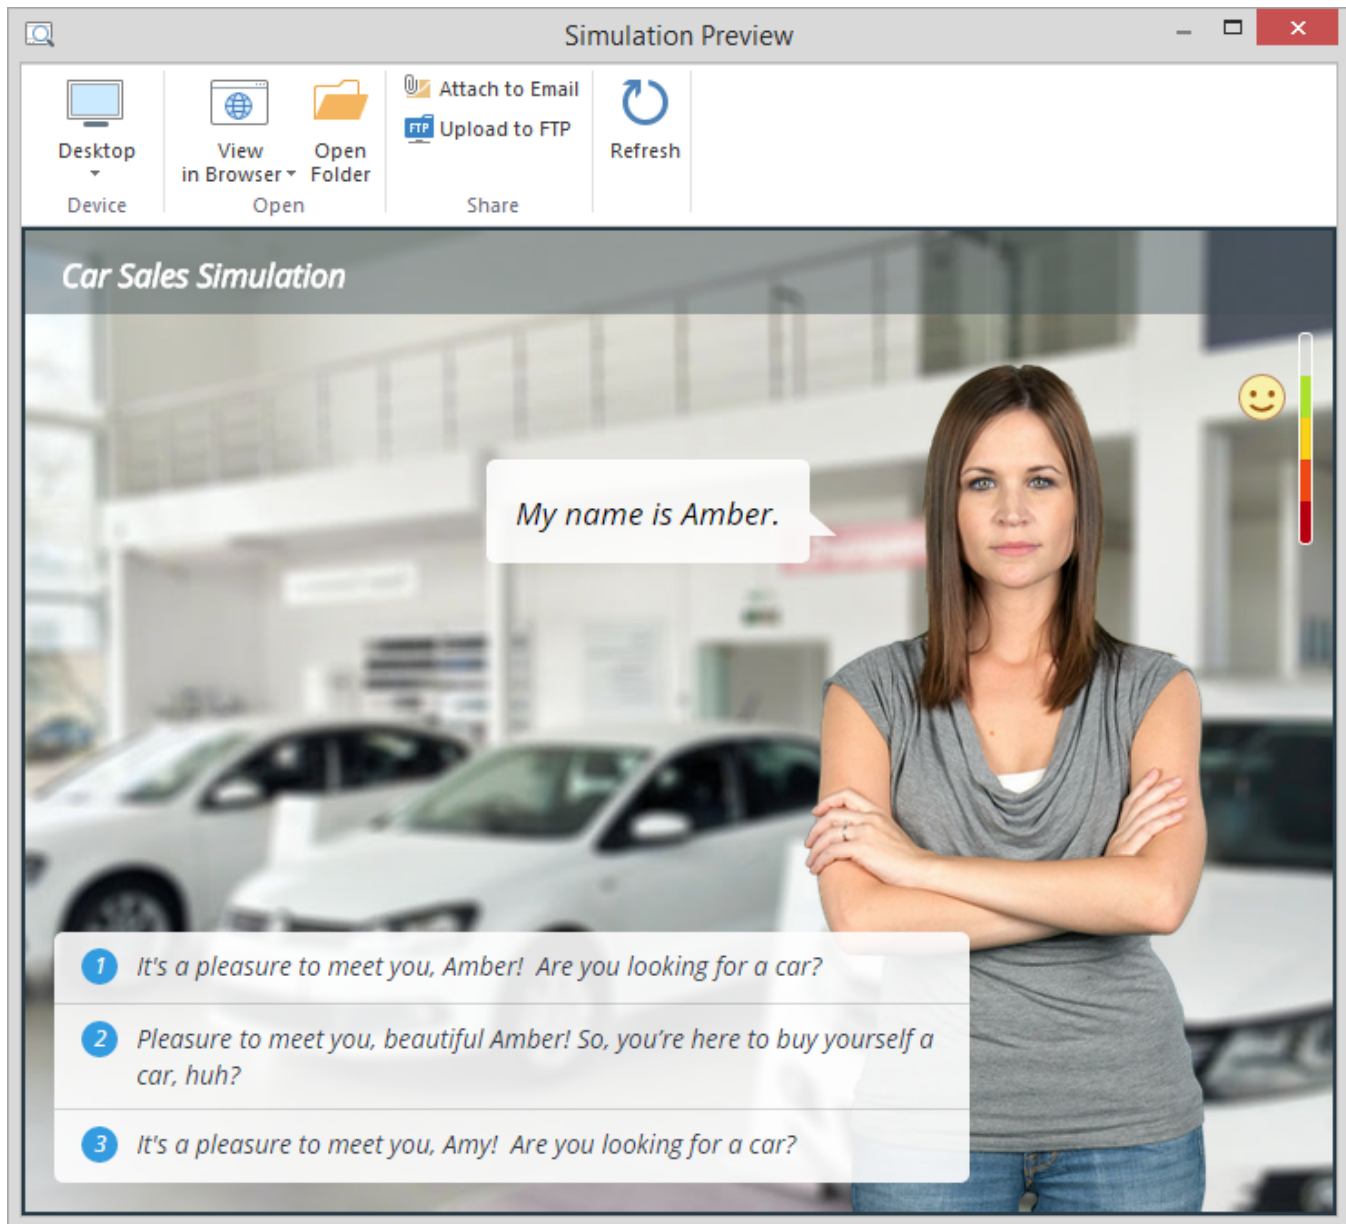 Simulation Preview
Desktop
Device
View
in Browser
Open
Folder
Open
Attach to Email
FTP Upload to FTP
Share
Refresh
Car Sales Simulation
My name is Amber.
1 It's a pleasure to meet you, Amber!  Are you looking for a car?
2 Pleasure to meet you, beautiful Amber! So, you’re here to buy yourself a
car, huh?
3 It's a pleasure to meet you, Amy!  Are you looking for a car?